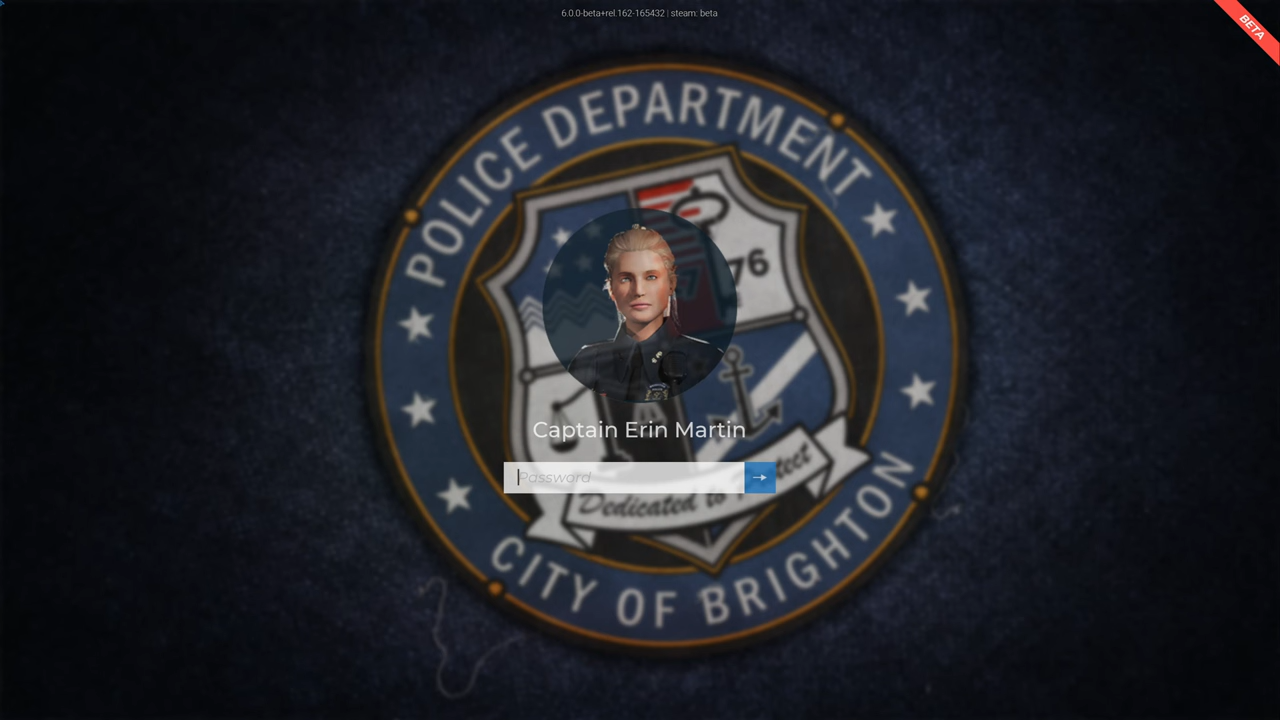 6.0.0-beta+rel.162-165432 | steam: beta
BETA
POLICE DEPARTMENT
76
Captain Erin Martin
Password
Dedicated to
CITY OF BRIGHTON